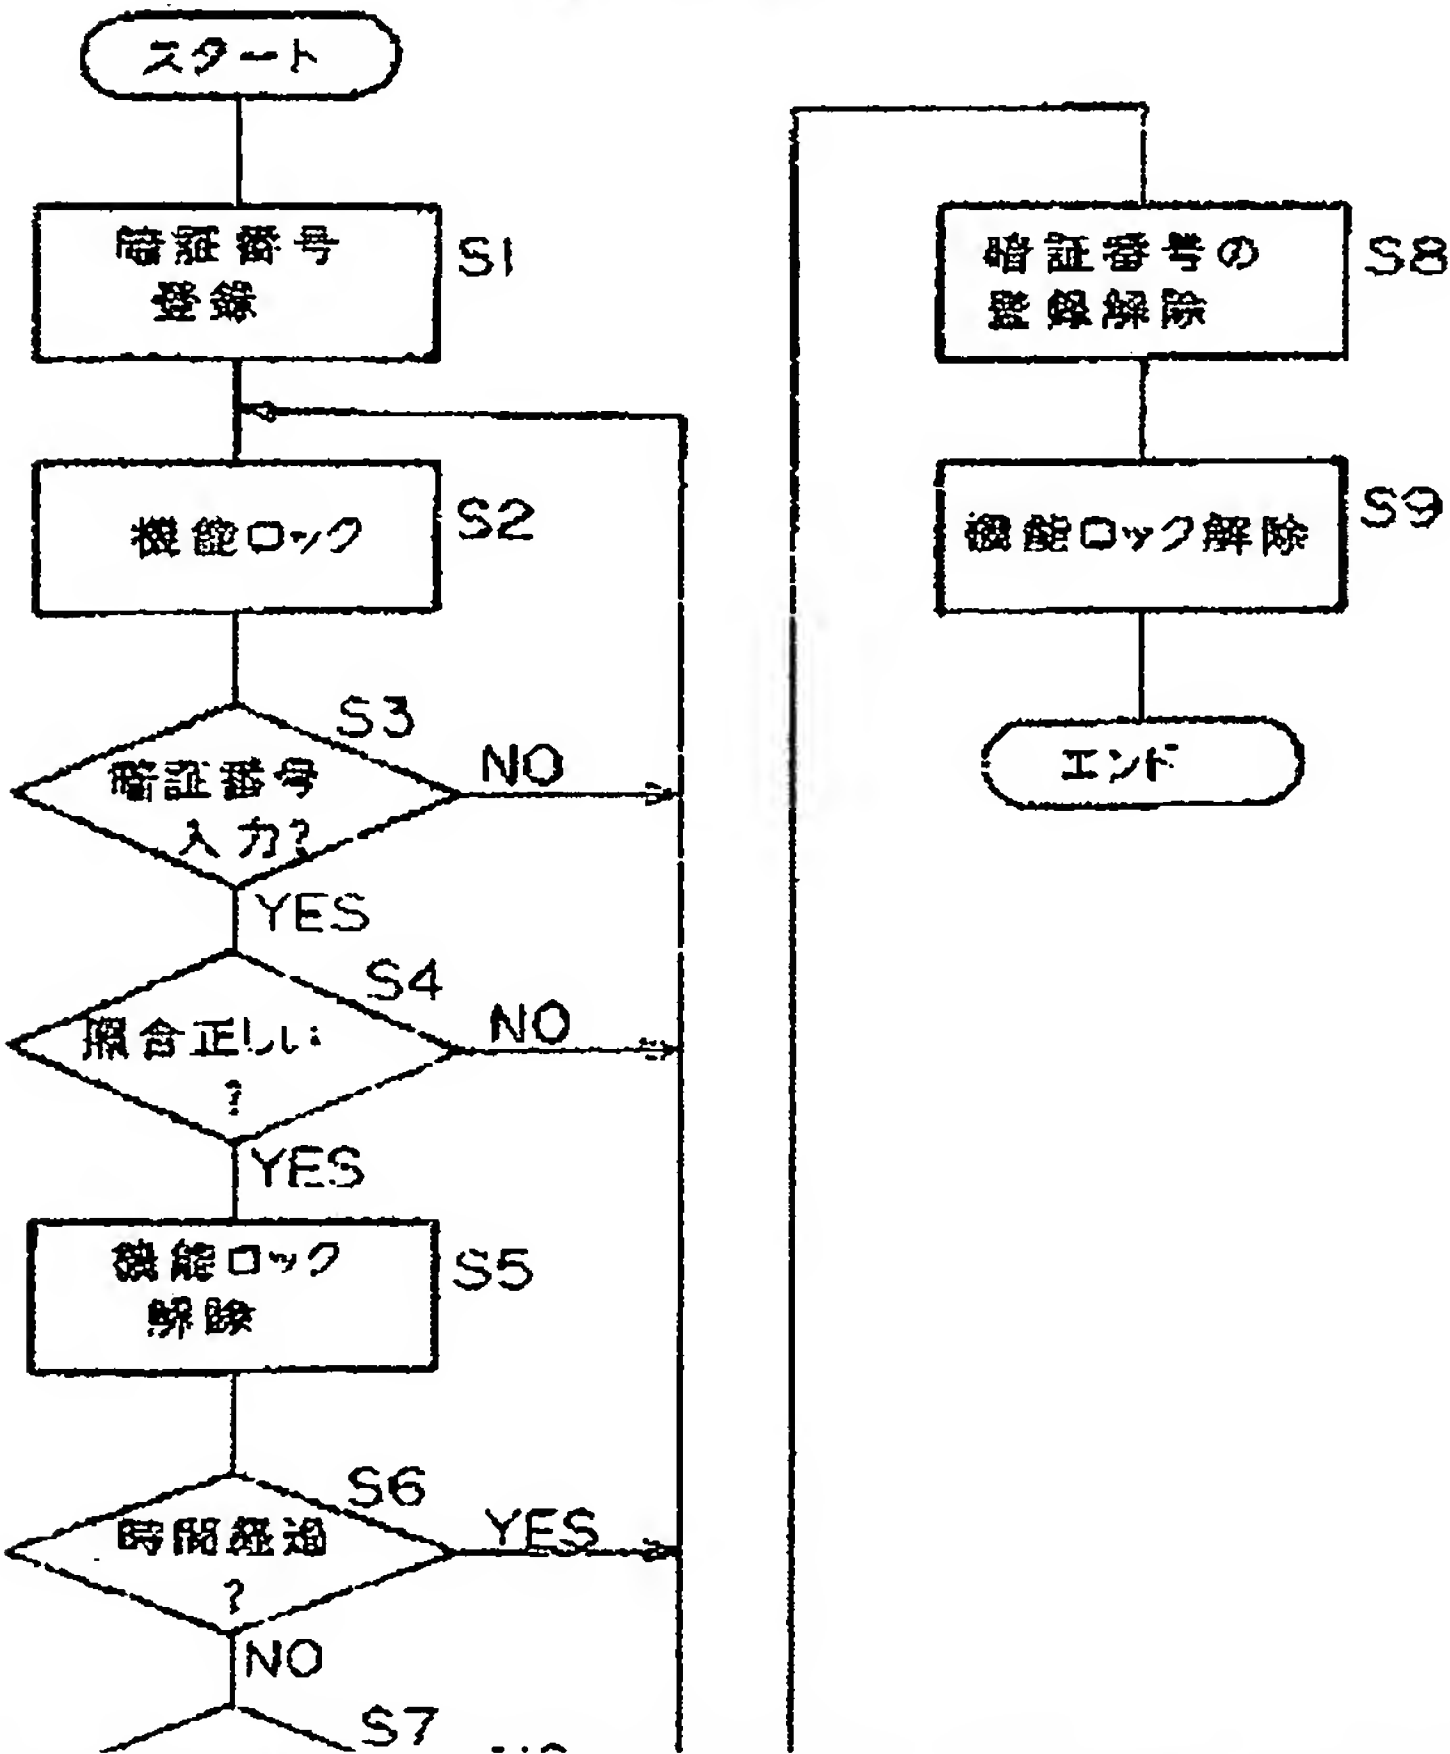 スタート
暗証番号
登録
S1
機能ロック
S2
S3
暗証番号
入力?
NO
YES
S4
照合正しい
?
NO
YES
機能ロック
解除
S5
S6
時間経過
?
YES
NO
S7
暗証番号の
登録解除
S8
機能ロック解除
S9
エンド